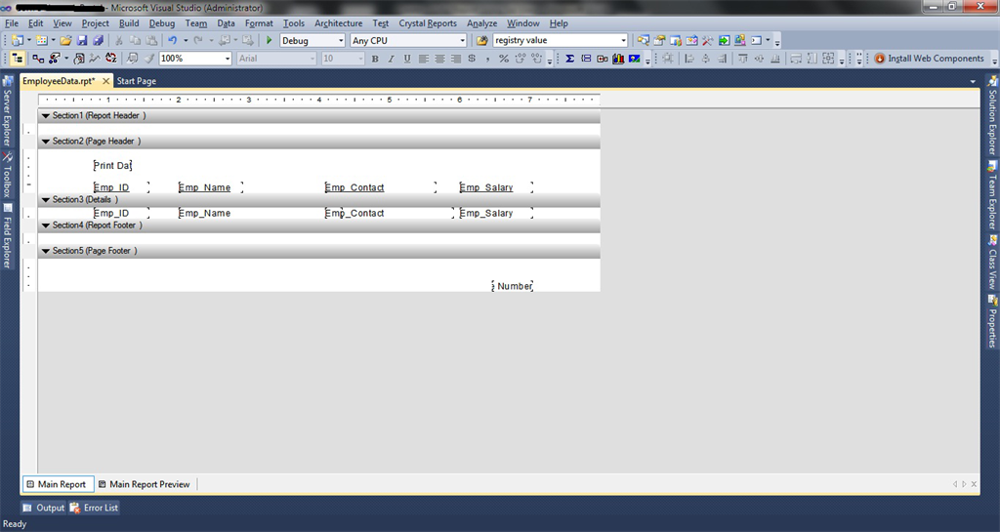 - Microsoft Visual Studio (Administrator)
File Edit View Project Build Debug Team Data Format Tools Architecture Test Crystal Reports Analyze Window Help
Debug Any CPU registry value
100% Arial 10 B I U A $ , % Install Web Components
EmployeeData.rpt* Start Page
1 2 3 4 5 6 7
Section1 (Report Header )
Section2 (Page Header )
Print Dat
Emp_ID Emp_Name Emp_Contact Emp_Salary
Section3 (Details )
Emp_ID Emp_Name Emp_Contact Emp_Salary
Section4 (Report Footer )
Section5 (Page Footer )
Number
Main Report Main Report Preview
Output Error List
Ready
Server Explorer
Toolbox
Field Explorer
Solution Explorer
Team Explorer
Class View
Properties